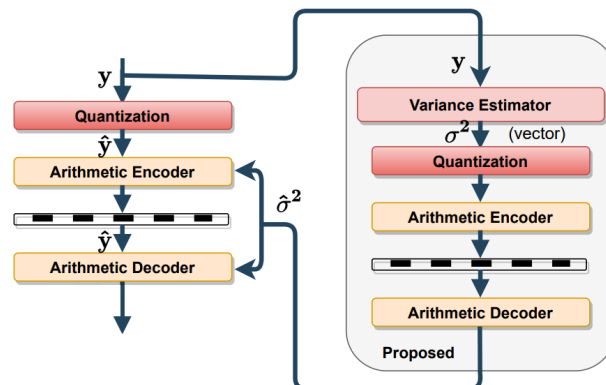 y
Quantization
ŷ
Arithmetic Encoder
ŷ
Arithmetic Decoder
σ̂²
y
Variance Estimator
σ² (vector)
Quantization
Arithmetic Encoder
Arithmetic Decoder
Proposed